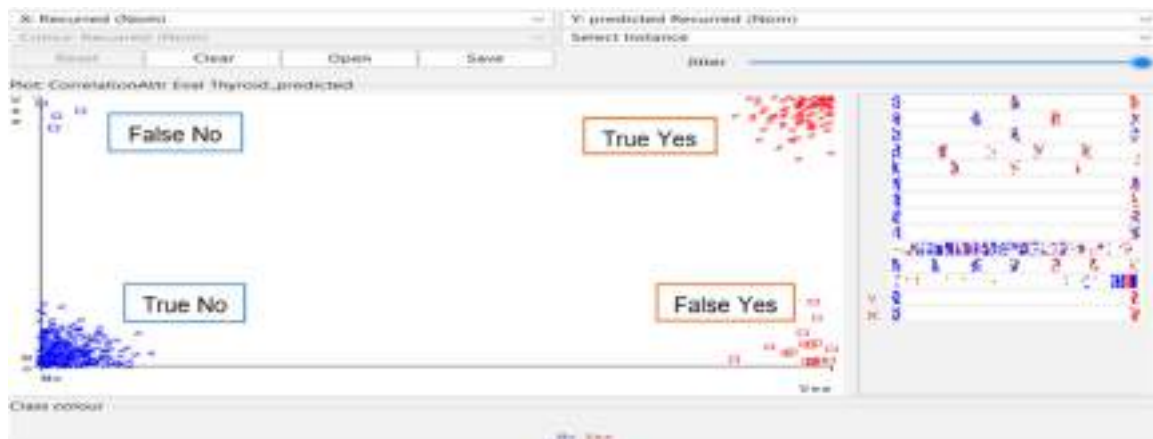 X: Recurred (Nom)
Y: predicted Recurred (Nom)
Colour: Recurred (Nom)
Select Instance
Reset
Clear
Open
Save
Jitter
Plot: CorrelationAttr Eval Thyroid_predicted
False No
True Yes
True No
False Yes
No
Yes
Y
X
Class colour
No Yes